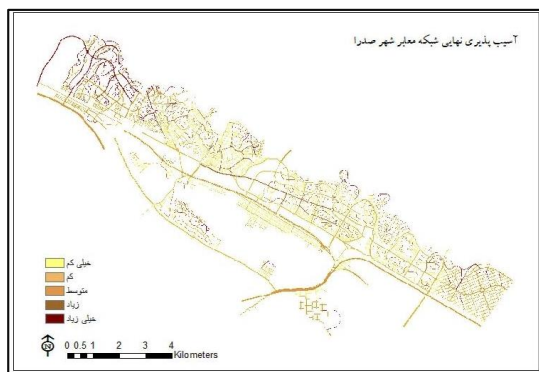 آسیب پذیری نهایی شبکه معابر شهر صدرا
خیلی کم
کم
متوسط
زیاد
خیلی زیاد
0 0.5 1 2 3 4
Kilometers